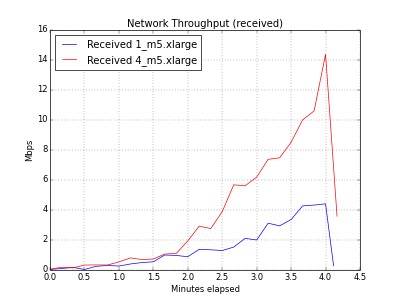 Network Throughput (received)
16
14
12
10
8
6
4
2
0
Mbps
Received 1_m5.xlarge
Received 4_m5.xlarge
0.0 0.5 1.0 1.5 2.0 2.5 3.0 3.5 4.0 4.5
Minutes elapsed